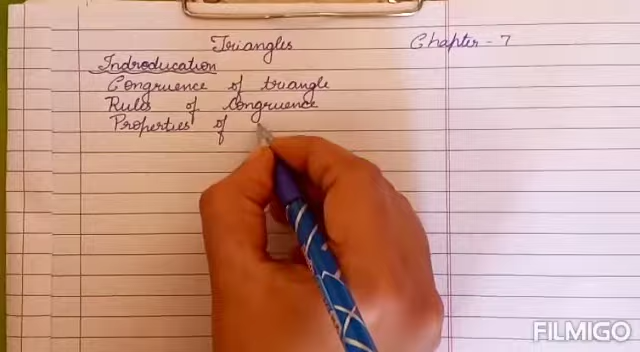 Triangles Chapter - 7
Indroducation
Congruence of triangle
Rules of Congruence
Properties of
FILMIGO